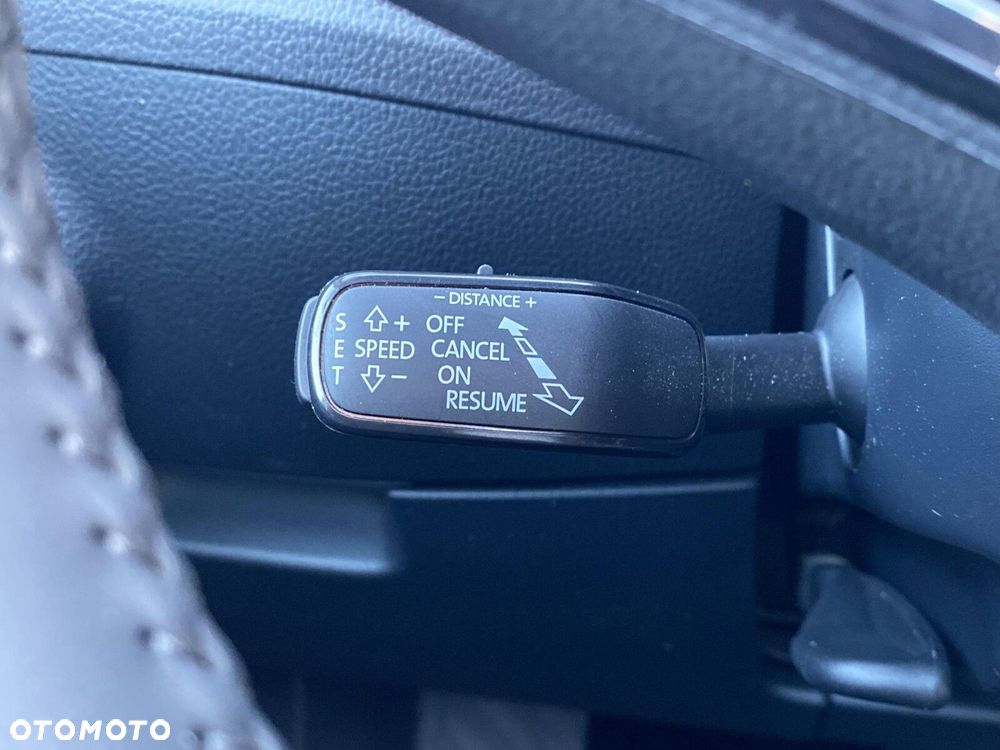 − DISTANCE +
S + OFF
E SPEED CANCEL
T − ON
RESUME
OTOMOTO